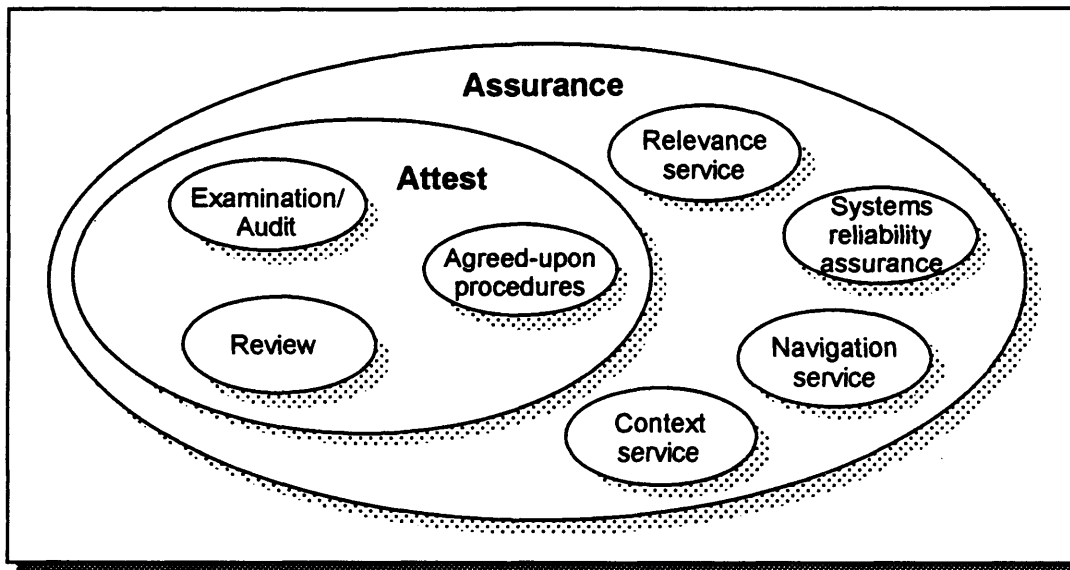 Assurance
Relevance
service
Attest
Examination/
Audit
Systems
reliability
assurance
Agreed-upon
procedures
Review
Navigation
service
Context
service